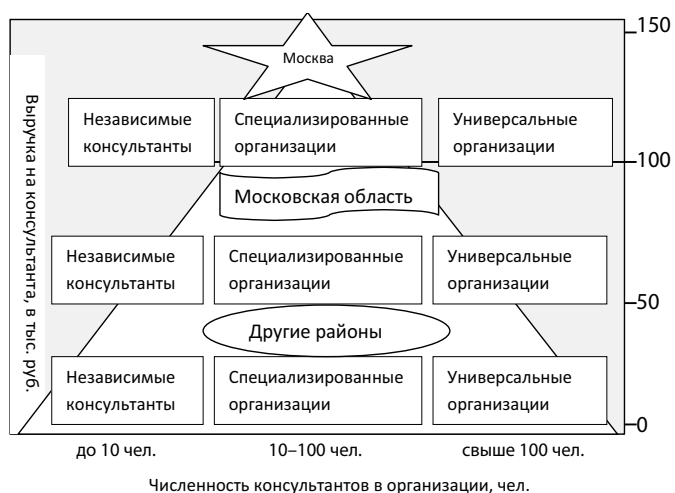 150
Москва
Выручка на консультанта, в тыс. руб.
Независимые
консультанты
Специализированные
организации
Универсальные
организации
100
Московская область
Независимые
консультанты
Специализированные
организации
Универсальные
организации
50
Другие районы
Независимые
консультанты
Специализированные
организации
Универсальные
организации
0
до 10 чел.
10–100 чел.
свыше 100 чел.
Численность консультантов в организации, чел.